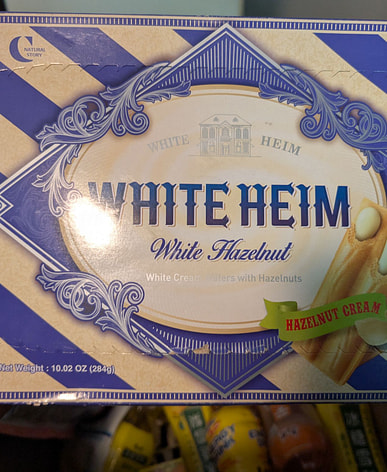 C
NATURAL
STORY
WHITE HEIM
WHITE HEIM
White Hazelnut
White Cream Wafers with Hazelnuts
HAZELNUT CREAM
Net Weight : 10.02 OZ (284g)